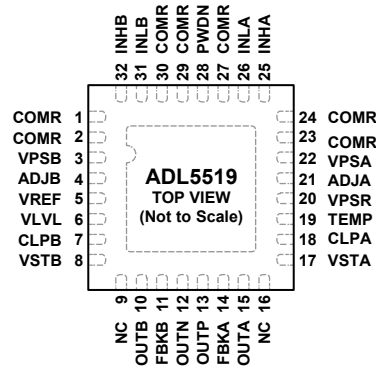 32 INHB
31 INLB
30 COMR
29 COMR
28 PWDN
27 COMR
26 INLA
25 INHA
COMR 1
COMR 2
VPSB 3
ADJB 4
VREF 5
VLVL 6
CLPB 7
VSTB 8
ADL5519
TOP VIEW
(Not to Scale)
24 COMR
23 COMR
22 VPSA
21 ADJA
20 VPSR
19 TEMP
18 CLPA
17 VSTA
NC 9
OUTB 10
FBKB 11
OUTN 12
OUTP 13
FBKA 14
OUTA 15
NC 16